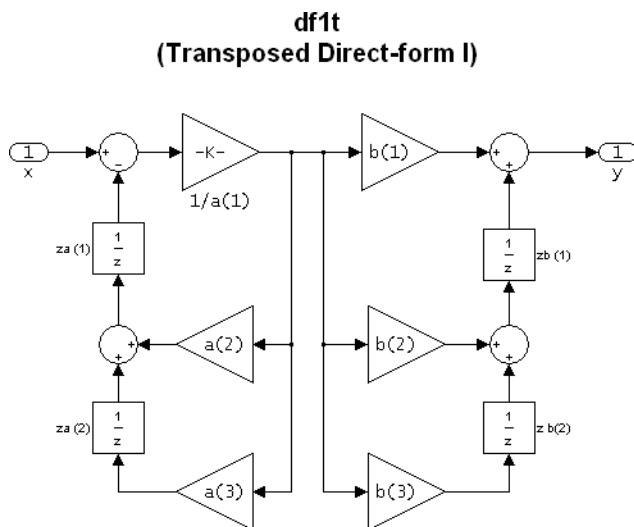 df1t
(Transposed Direct-form I)
1
x
+
-
-K-
1/a(1)
b(1)
+
+
1
y
za(1)
1
z
1
z
zb(1)
+
+
a(2)
b(2)
+
+
za(2)
1
z
1
z
zb(2)
a(3)
b(3)